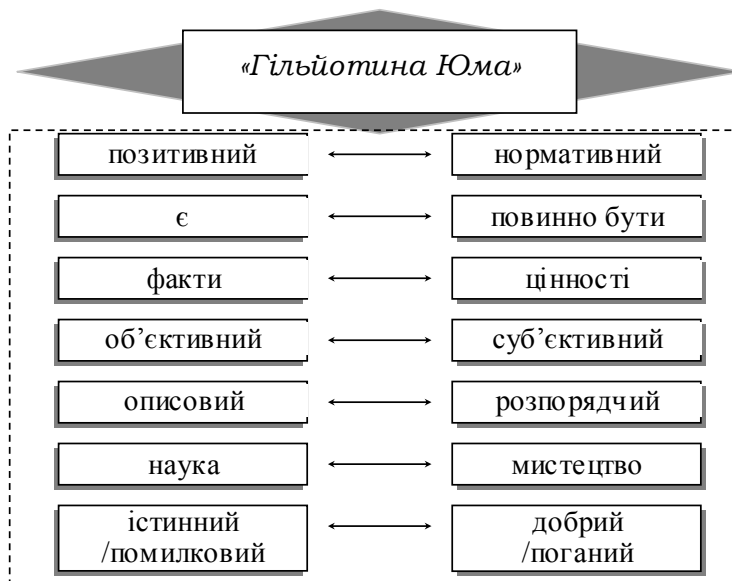 «Гільйотина Юма»
позитивний нормативний
є повинно бути
факти цінності
об’єктивний суб’єктивний
описовий розпорядчий
наука мистецтво
істинний добрий
/помилковий /поганий